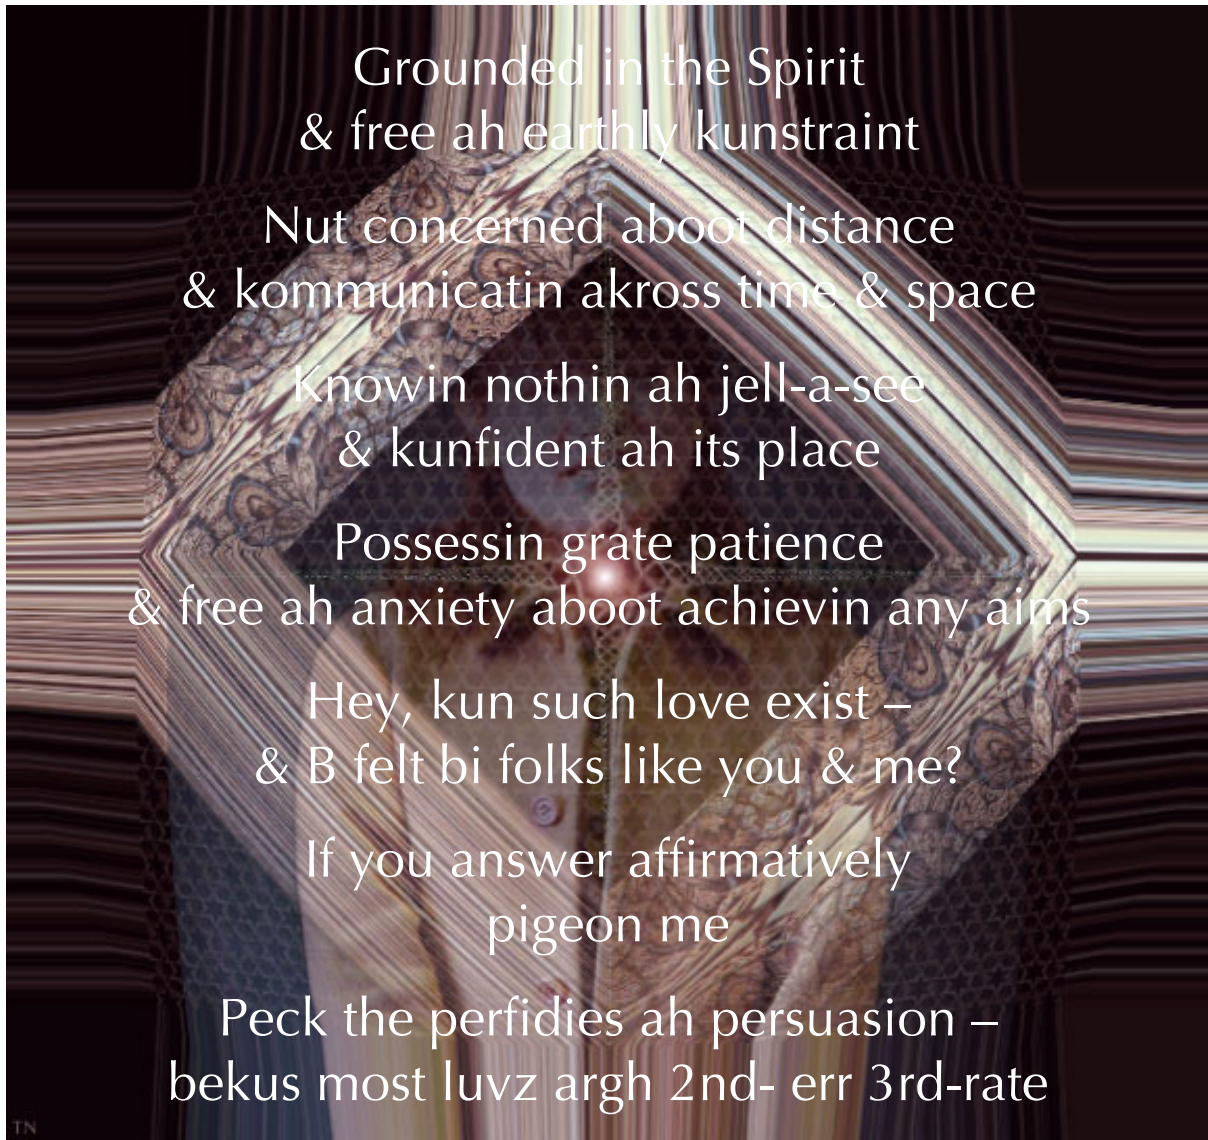 Grounded in the Spirit
& free ah earthly kunstraint
Nut concerned aboot distance
& kommunicatin akross time & space
Knowin nothin ah jell-a-see
& kunfident ah its place
Possessin grate patience
& free ah anxiety aboot achievin any aims
Hey, kun such love exist –
& B felt bi folks like you & me?
If you answer affirmatively
pigeon me
Peck the perfidies ah persuasion –
bekus most luvz argh 2nd- err 3rd-rate
TN